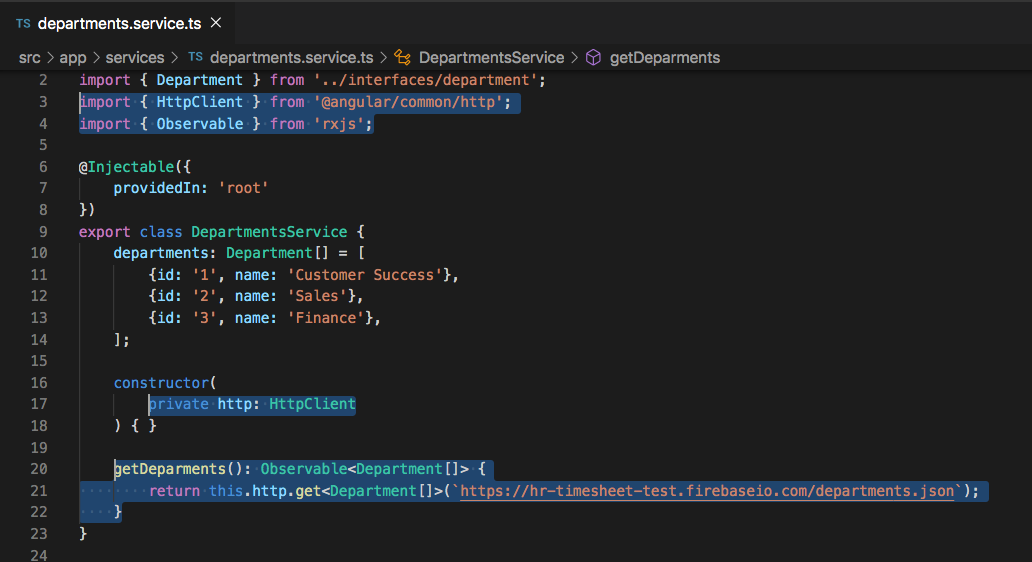 TS departments.service.ts ×
src > app > services > TS departments.service.ts > DepartmentsService > getDeparments
2 import { Department } from '../interfaces/department';
3 import { HttpClient } from '@angular/common/http';
4 import { Observable } from 'rxjs';
5
6 @Injectable({
7 providedIn: 'root'
8 })
9 export class DepartmentsService {
10 departments: Department[] = [
11 {id: '1', name: 'Customer Success'},
12 {id: '2', name: 'Sales'},
13 {id: '3', name: 'Finance'},
14 ];
15
16 constructor(
17 private http: HttpClient
18 ) { }
19
20 getDeparments(): Observable<Department[]> {
21 return this.http.get<Department[]>(`https://hr-timesheet-test.firebaseio.com/departments.json`);
22 }
23 }
24